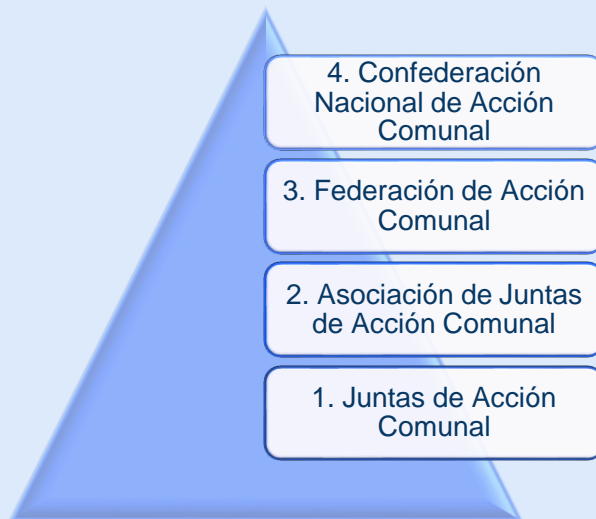 4. Confederación
Nacional de Acción
Comunal
3. Federación de Acción
Comunal
2. Asociación de Juntas
de Acción Comunal
1. Juntas de Acción
Comunal